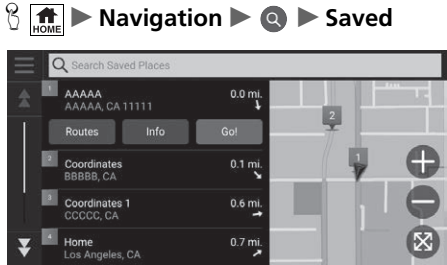 HOME Navigation Saved
Search Saved Places
1 AAAAA 0.0 mi.
AAAAA, CA 11111
Routes Info Go!
2 Coordinates 0.1 mi.
BBBBB, CA
3 Coordinates 1 0.6 mi.
CCCCC, CA
4 Home 0.7 mi.
Los Angeles, CA
2
1